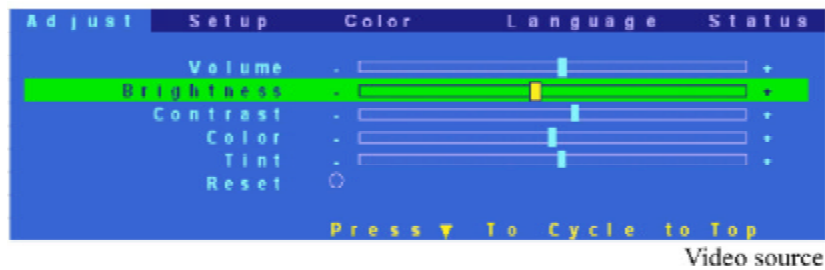 Adjust Setup Color Language Status
Volume - +
Brightness - +
Contrast - +
Color - +
Tint - +
Reset
Press ▼ To Cycle to Top
Video source